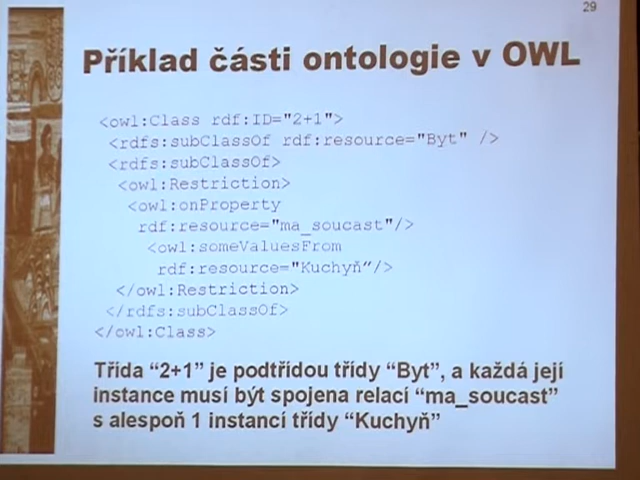 29
Příklad části ontologie v OWL
<owl:Class rdf:ID="2+1">
<rdfs:subClassOf rdf:resource="Byt" />
<rdfs:subClassOf>
<owl:Restriction>
<owl:onProperty
rdf:resource="ma_soucast"/>
<owl:someValuesFrom
rdf:resource="Kuchyň”/>
</owl:Restriction>
</rdfs:subClassOf>
</owl:Class>
Třída “2+1” je podtřídou třídy “Byt”, a každá její
instance musí být spojena relací “ma_soucast”
s alespoň 1 instancí třídy “Kuchyň”